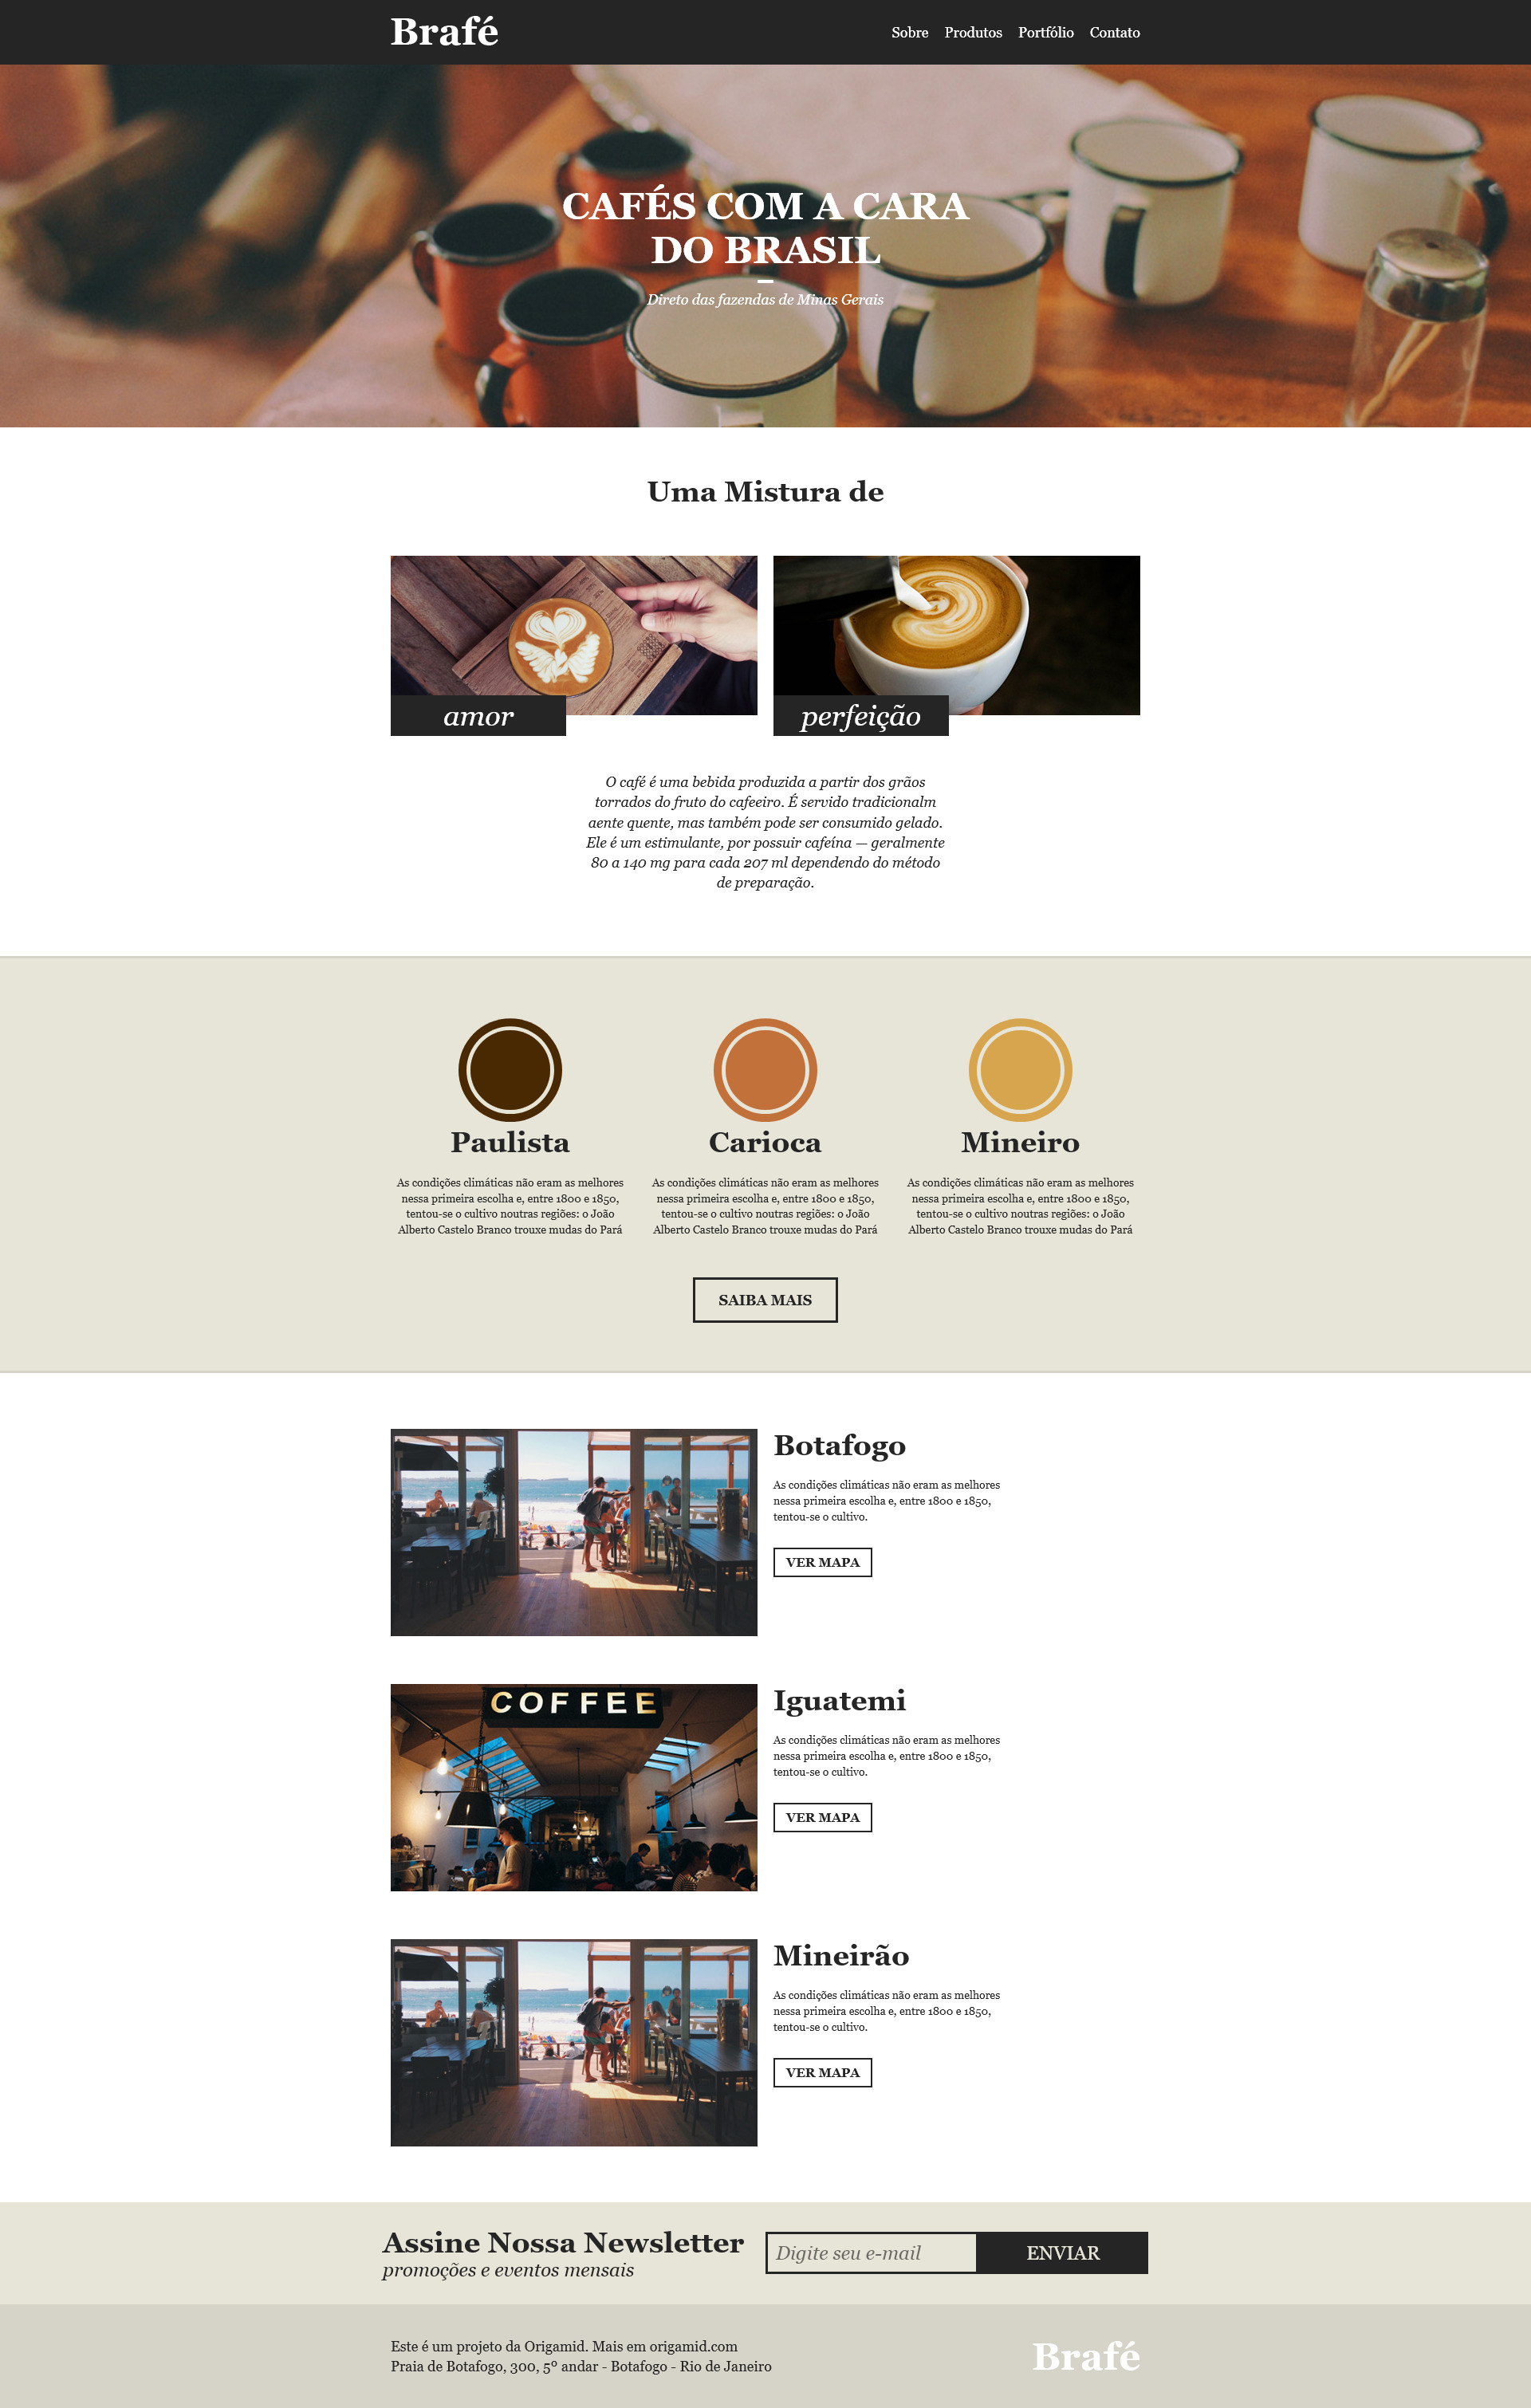 Brafé
Sobre Produtos Portfólio Contato
CAFÉS COM A CARA
DO BRASIL
Direto das fazendas de Minas Gerais
Uma Mistura de
amor
perfeição
O café é uma bebida produzida a partir dos grãos
torrados do fruto do cafeeiro. É servido tradicionalm
aente quente, mas também pode ser consumido gelado.
Ele é um estimulante, por possuir cafeína — geralmente
80 a 140 mg para cada 207 ml dependendo do método
de preparação.
Paulista
As condições climáticas não eram as melhores
nessa primeira escolha e, entre 1800 e 1850,
tentou-se o cultivo noutras regiões: o João
Alberto Castelo Branco trouxe mudas do Pará
Carioca
As condições climáticas não eram as melhores
nessa primeira escolha e, entre 1800 e 1850,
tentou-se o cultivo noutras regiões: o João
Alberto Castelo Branco trouxe mudas do Pará
Mineiro
As condições climáticas não eram as melhores
nessa primeira escolha e, entre 1800 e 1850,
tentou-se o cultivo noutras regiões: o João
Alberto Castelo Branco trouxe mudas do Pará
SAIBA MAIS
Botafogo
As condições climáticas não eram as melhores
nessa primeira escolha e, entre 1800 e 1850,
tentou-se o cultivo.
VER MAPA
COFFEE
Iguatemi
As condições climáticas não eram as melhores
nessa primeira escolha e, entre 1800 e 1850,
tentou-se o cultivo.
VER MAPA
Mineirão
As condições climáticas não eram as melhores
nessa primeira escolha e, entre 1800 e 1850,
tentou-se o cultivo.
VER MAPA
Assine Nossa Newsletter
promoções e eventos mensais
Digite seu e-mail
ENVIAR
Este é um projeto da Origamid. Mais em origamid.com
Praia de Botafogo, 300, 5º andar - Botafogo - Rio de Janeiro
Brafé